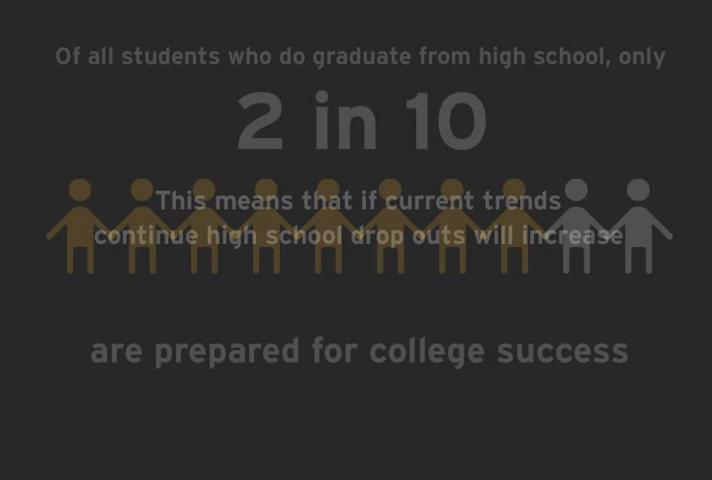 Of all students who do graduate from high school, only
2 in 10
This means that if current trends
continue high school drop outs will increase
are prepared for college success